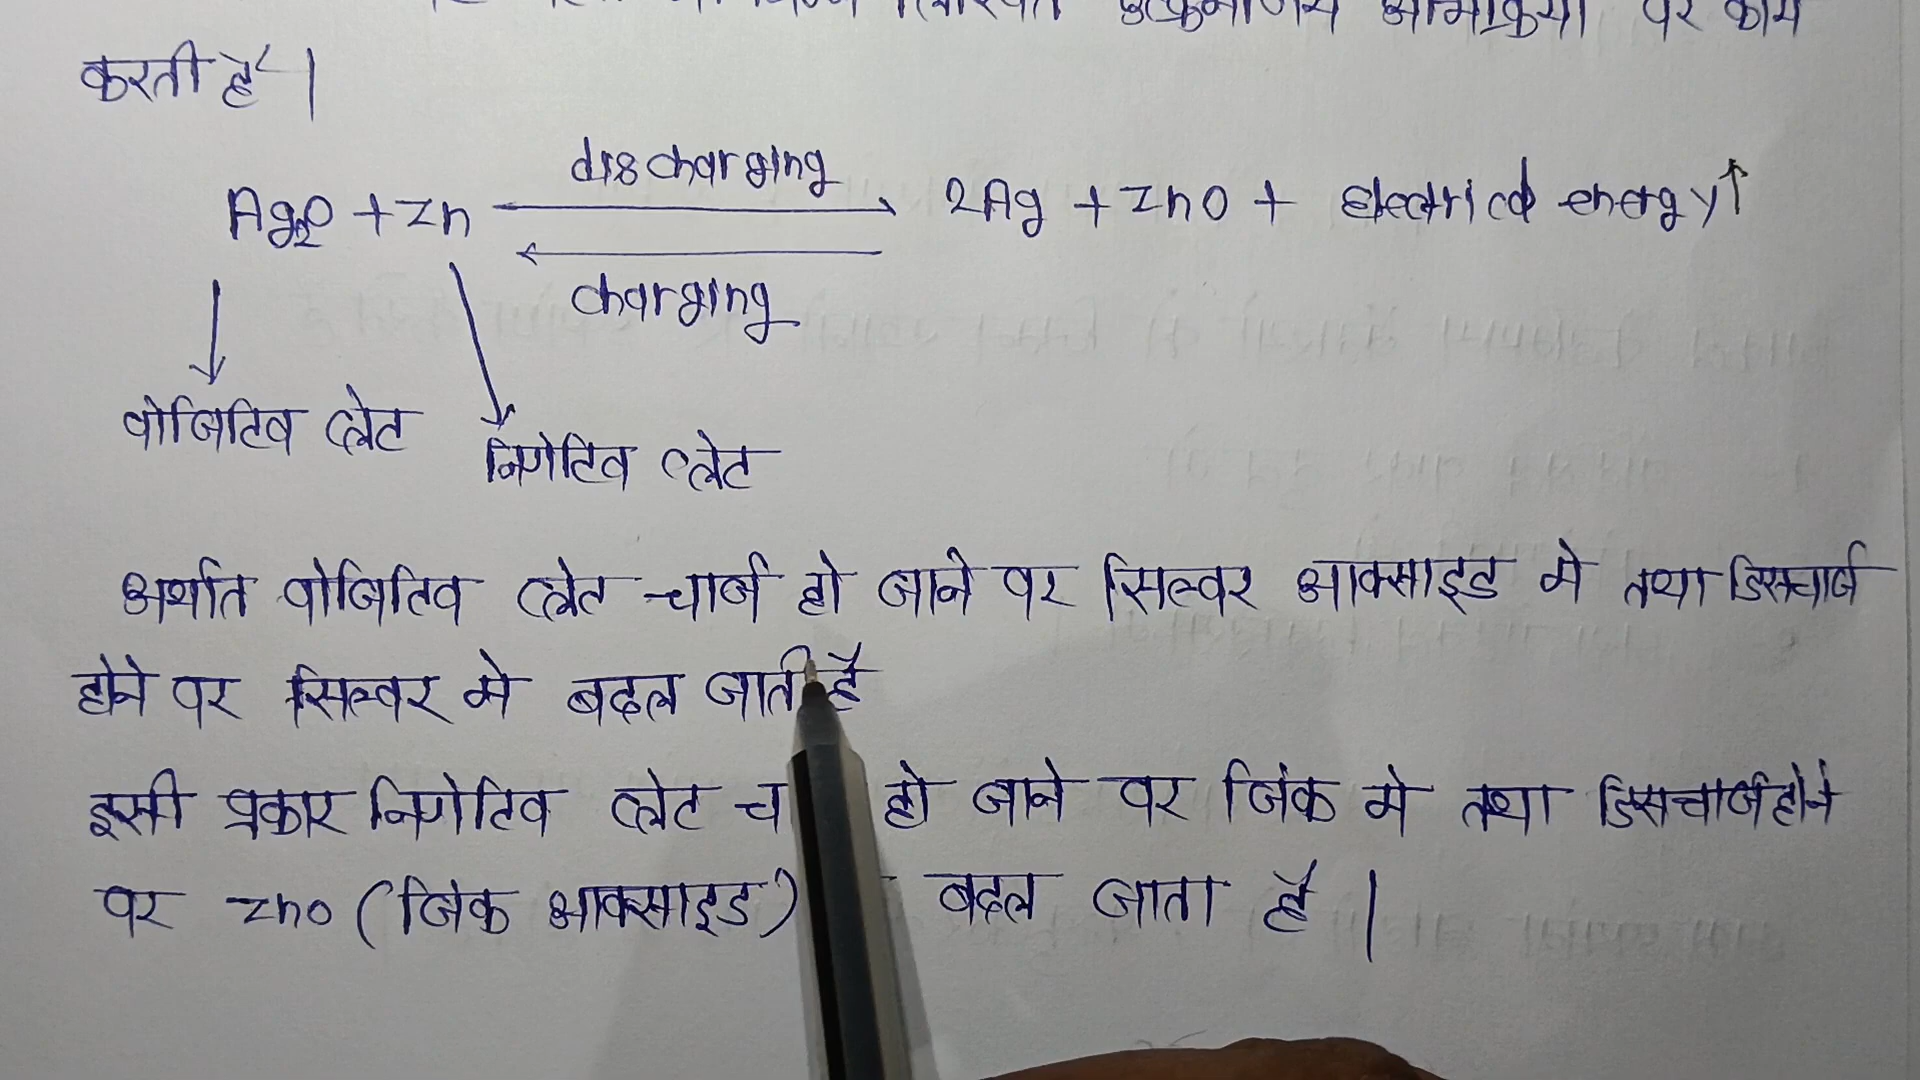 पर कार्य
करती है।
discharging
Ag2O + Zn ⇌ 2Ag + ZnO + Electrical energy↑
charging
पोजिटिव प्लेट
निगेटिव प्लेट
अर्थात पोजिटिव प्लेट चार्ज हो जाने पर सिल्वर आक्साइड मे तथा डिस्चार्ज
होने पर सिल्वर मे बदल जाती है
इसी प्रकार निगेटिव प्लेट हो जाने पर जिंक मे तथा डिसचार्ज होने
पर ZnO (जिंक आक्साइड) बदल जाता है।